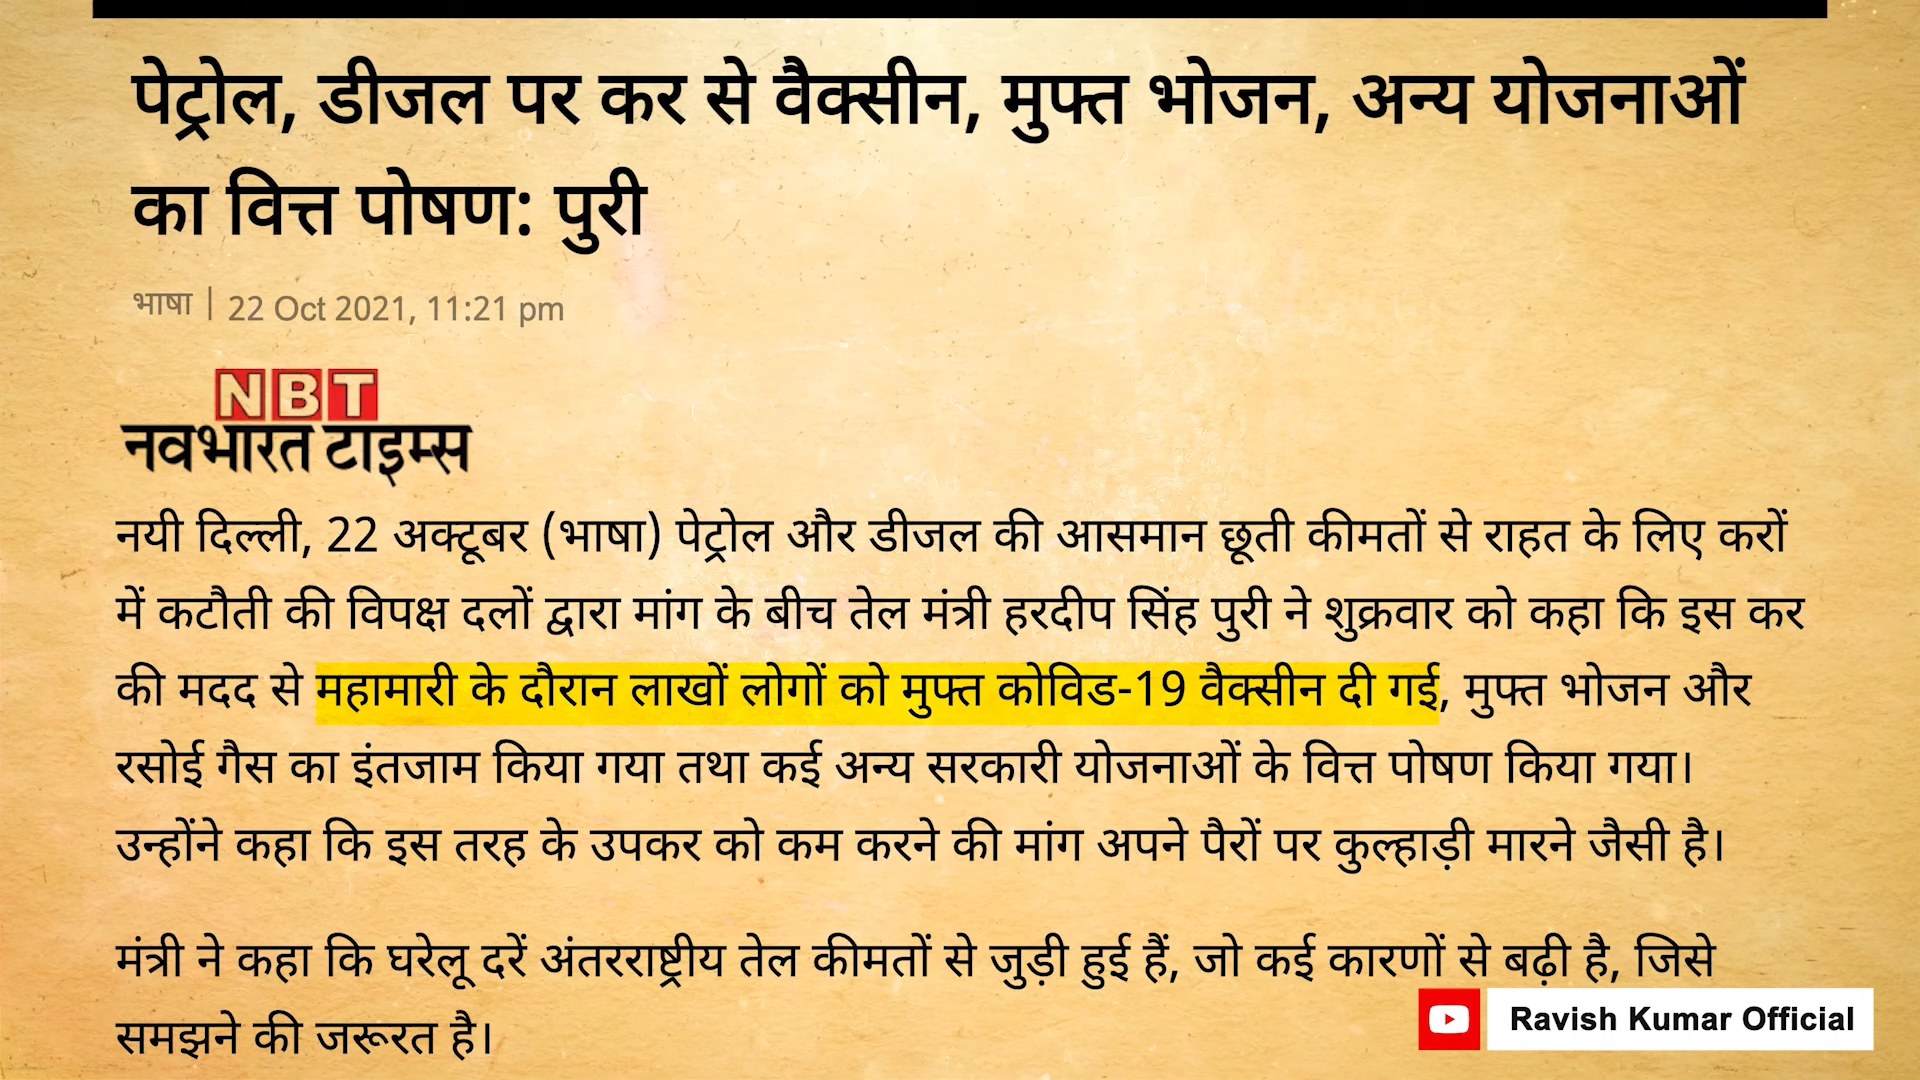 पेट्रोल, डीजल पर कर से वैक्सीन, मुफ्त भोजन, अन्य योजनाओं
का वित्त पोषण: पुरी
भाषा | 22 Oct 2021, 11:21 pm
NBT
नवभारत टाइम्स
नयी दिल्ली, 22 अक्टूबर (भाषा) पेट्रोल और डीजल की आसमान छूती कीमतों से राहत के लिए करों
में कटौती की विपक्ष दलों द्वारा मांग के बीच तेल मंत्री हरदीप सिंह पुरी ने शुक्रवार को कहा कि इस कर
की मदद से महामारी के दौरान लाखों लोगों को मुफ्त कोविड-19 वैक्सीन दी गई, मुफ्त भोजन और
रसोई गैस का इंतजाम किया गया तथा कई अन्य सरकारी योजनाओं के वित्त पोषण किया गया।
उन्होंने कहा कि इस तरह के उपकर को कम करने की मांग अपने पैरों पर कुल्हाड़ी मारने जैसी है।
मंत्री ने कहा कि घरेलू दरें अंतरराष्ट्रीय तेल कीमतों से जुड़ी हुई हैं, जो कई कारणों से बढ़ी है, जिसे
समझने की जरूरत है।
Ravish Kumar Official